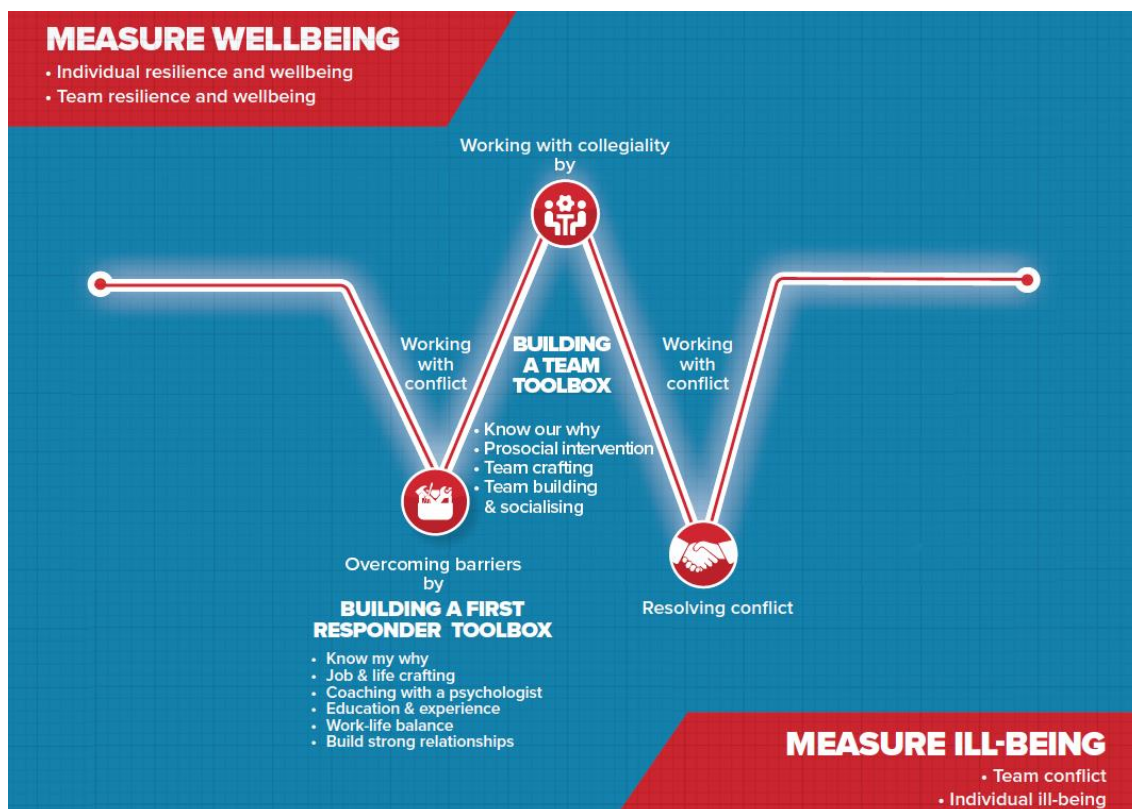 MEASURE WELLBEING
• Individual resilience and wellbeing
• Team resilience and wellbeing
Working with collegiality
by
Working
with
conflict
BUILDING
A TEAM
TOOLBOX
• Know our why
• Prosocial intervention
• Team crafting
• Team building
& socialising
Working
with
conflict
Overcoming barriers
by
BUILDING A FIRST
RESPONDER TOOLBOX
• Know my why
• Job & life crafting
• Coaching with a psychologist
• Education & experience
• Work-life balance
• Build strong relationships
Resolving conflict
MEASURE ILL-BEING
• Team conflict
• Individual ill-being